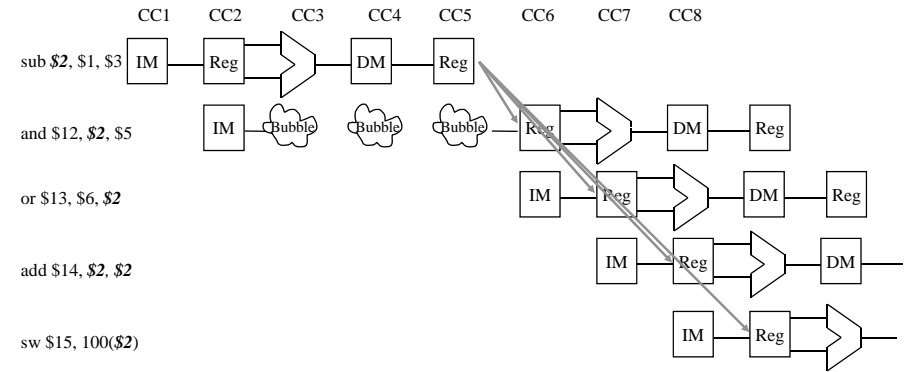 CC1 CC2 CC3 CC4 CC5 CC6 CC7 CC8
sub $2, $1, $3 IM Reg DM Reg
and $12, $2, $5 IM Bubble Bubble Bubble Reg DM Reg
or $13, $6, $2 IM Reg DM Reg
add $14, $2, $2 IM Reg DM
sw $15, 100($2) IM Reg